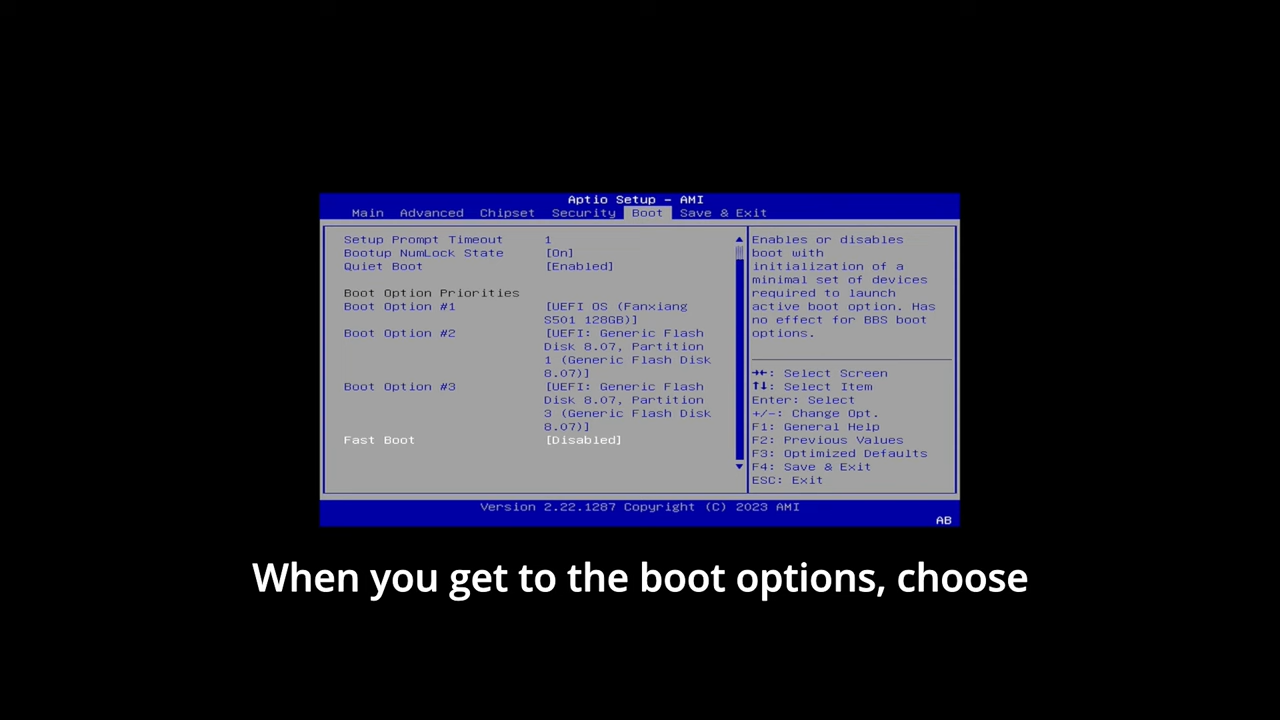 Aptio Setup – AMI
Main Advanced Chipset Security Boot Save & Exit
Setup Prompt Timeout 1
Bootup NumLock State [On]
Quiet Boot [Enabled]
Boot Option Priorities
Boot Option #1 [UEFI OS (Fanxiang
S501 128GB)]
Boot Option #2 [UEFI: Generic Flash
Disk 8.07, Partition
1 (Generic Flash Disk
8.07)]
Boot Option #3 [UEFI: Generic Flash
Disk 8.07, Partition
3 (Generic Flash Disk
8.07)]
Fast Boot [Disabled]
Enables or disables
boot with
initialization of a
minimal set of devices
required to launch
active boot option. Has
no effect for BBS boot
options.
→←: Select Screen
↑↓: Select Item
Enter: Select
+/-: Change Opt.
F1: General Help
F2: Previous Values
F3: Optimized Defaults
F4: Save & Exit
ESC: Exit
Version 2.22.1287 Copyright (C) 2023 AMI
AB
When you get to the boot options, choose